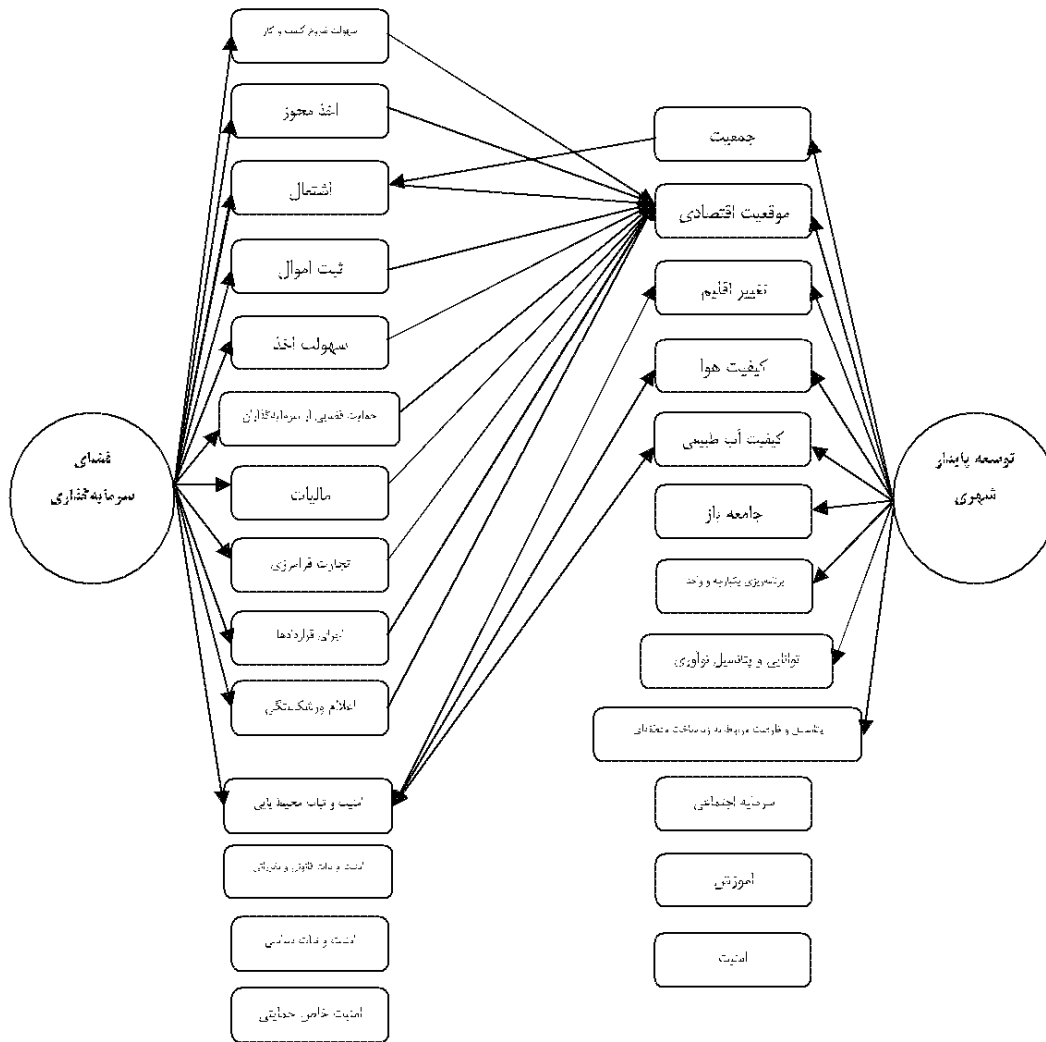 سهولت شروع کسب و کار
اخذ مجوز
اشتغال
ثبت اموال
سهولت اخذ
حمایت قضایی از سرمایه‌گذاران
مالیات
تجارت فرامرزی
اجرای قراردادها
اعلام ورشکستگی
امنیت و ثبات محیط
امنیت و ثبات قانونی و مقرراتی
امنیت و ثبات سیاسی
امنیت خاص حمایتی
فضای
سرمایه‌گذاری
جمعیت
موقعیت اقتصادی
تغییر اقلیم
کیفیت هوا
کیفیت آب طبیعی
جامعه باز
برنامه‌ریزی یکپارچه و واحد
توانایی و پتانسیل نوآوری
پتانسیل و ظرفیت مربوط به زیرساخت منطقه‌ای
سرمایه اجتماعی
آموزش
امنیت
توسعه پایدار
شهری